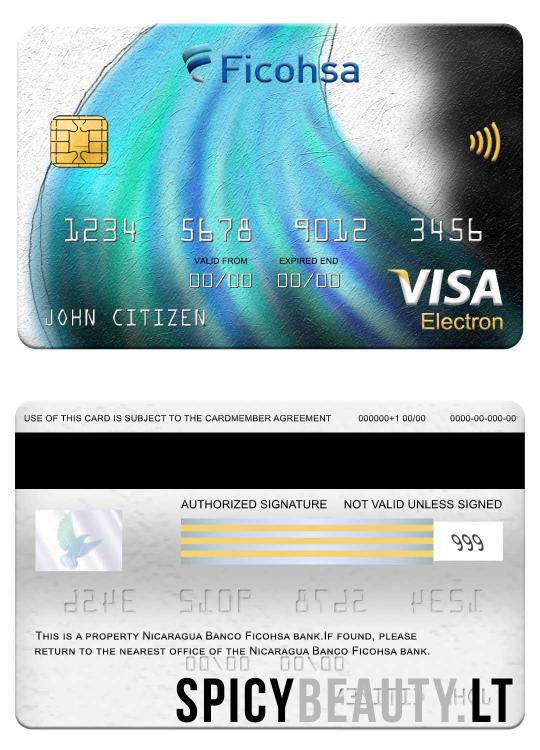 Ficohsa
1234 5678 9012 3456
VALID FROM EXPIRED END
00/00 00/00
VISA
JOHN CITIZEN
Electron
USE OF THIS CARD IS SUBJECT TO THE CARDMEMBER AGREEMENT 000000+1 00/00 0000-00-000-00
AUTHORIZED SIGNATURE NOT VALID UNLESS SIGNED
999
THIS IS A PROPERTY NICARAGUA BANCO FICOHSA BANK.IF FOUND, PLEASE
RETURN TO THE NEAREST OFFICE OF THE NICARAGUA BANCO FICOHSA BANK.
SPICYBEAUTY.LT